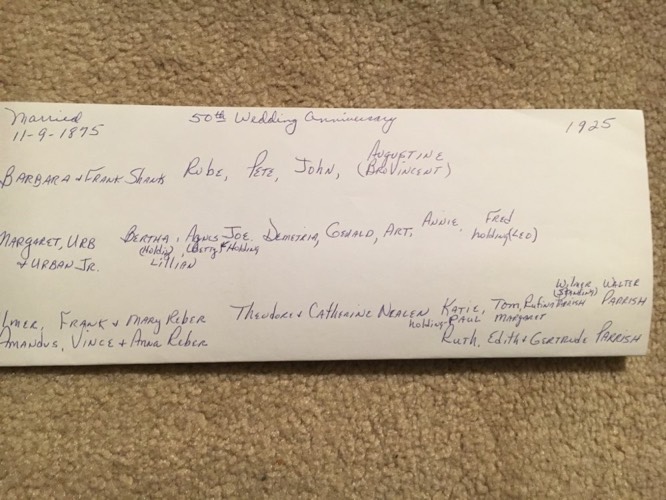 Married 50th Wedding Anniversary 1925
11-9-1875
Augustine
Barbara & Frank Shank Rube, Pete, John, (Bro Vincent)
Margaret, Urb Bertha, Agnes Joe, Demetria, Oswald, Art, Annie, Fred
& Urban Jr. (Holding Betty) Holding holding (Leo)
Lillian
Wilmer, Walter
(standing) Parrish
lmer, Frank & Mary Reber Theodore & Catherine Nealen Katie, Tom, Rufina Parrish
holding Paul Margaret
Amandus, Vince & Anna Reber Ruth, Edith & Gertrude Parrish